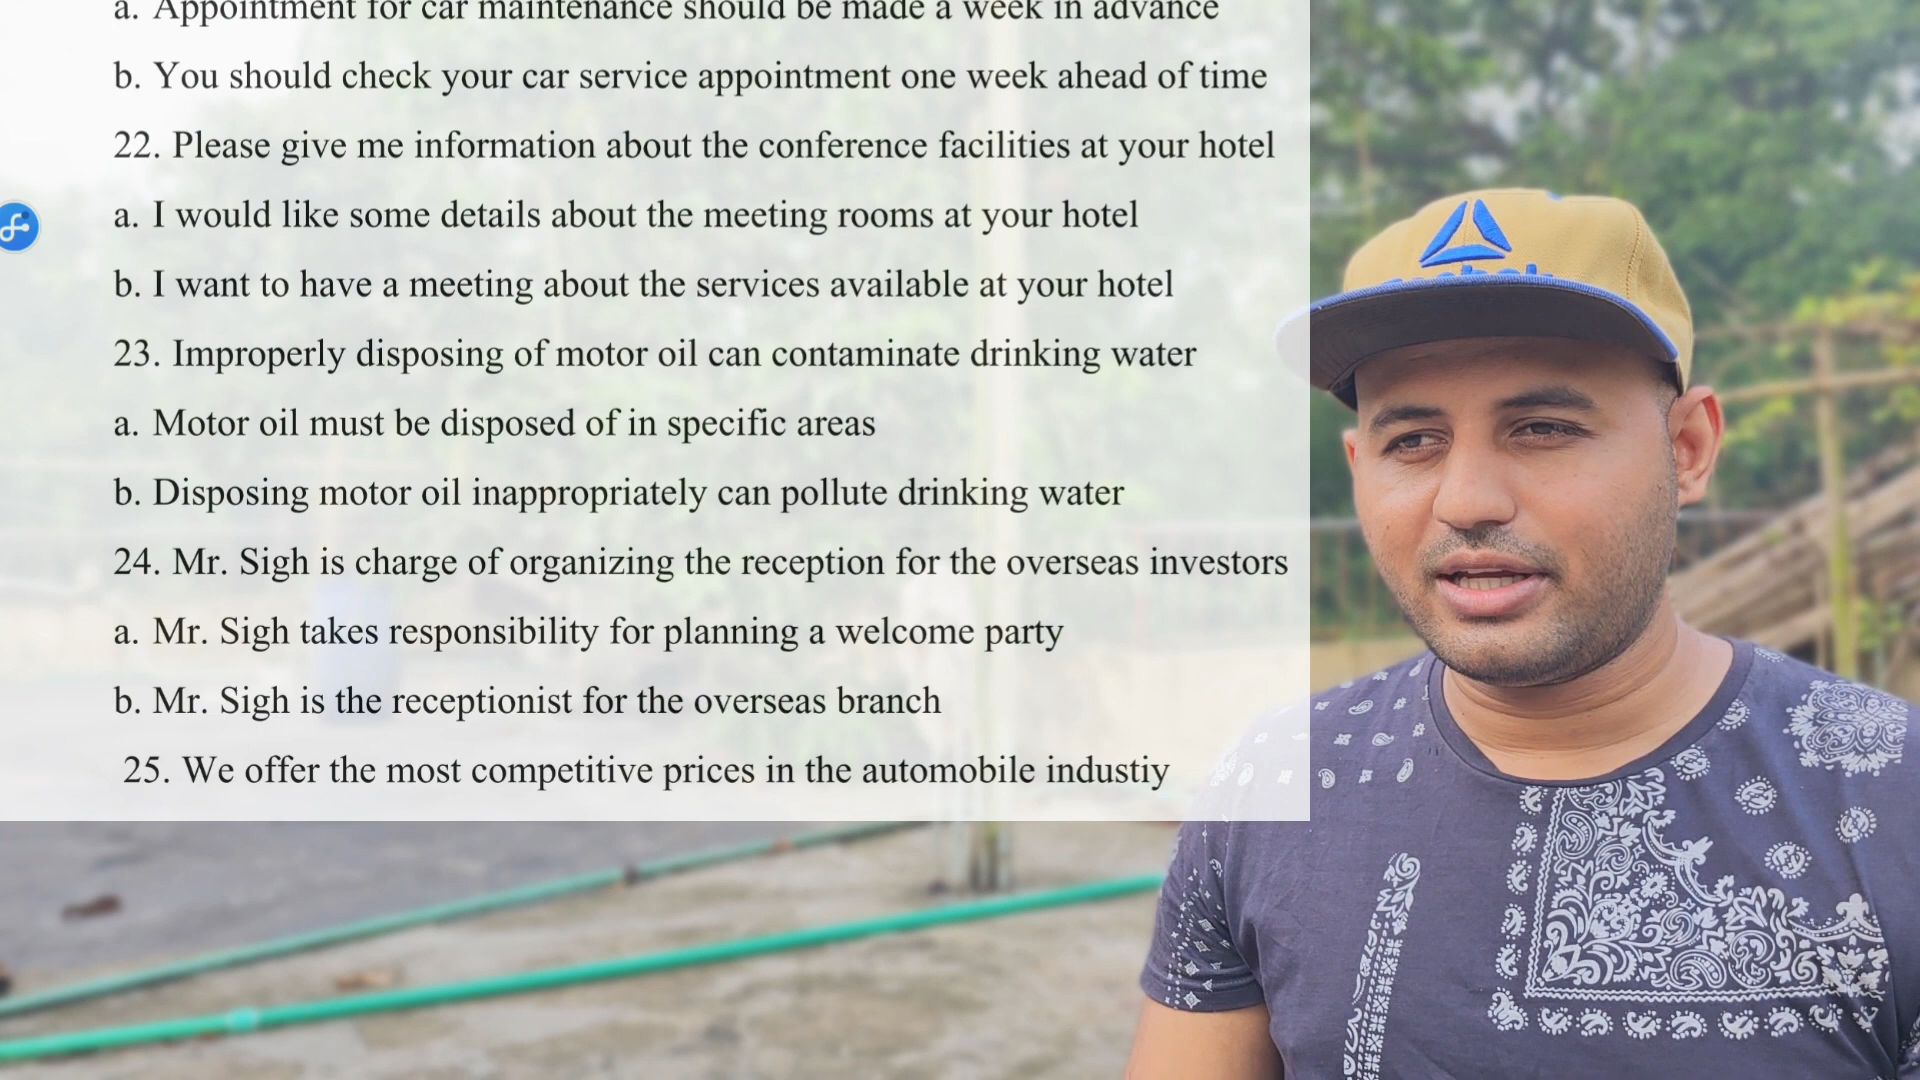 a. Appointment for car maintenance should be made a week in advance
b. You should check your car service appointment one week ahead of time
22. Please give me information about the conference facilities at your hotel
a. I would like some details about the meeting rooms at your hotel
b. I want to have a meeting about the services available at your hotel
23. Improperly disposing of motor oil can contaminate drinking water
a. Motor oil must be disposed of in specific areas
b. Disposing motor oil inappropriately can pollute drinking water
24. Mr. Sigh is charge of organizing the reception for the overseas investors
a. Mr. Sigh takes responsibility for planning a welcome party
b. Mr. Sigh is the receptionist for the overseas branch
25. We offer the most competitive prices in the automobile industiy